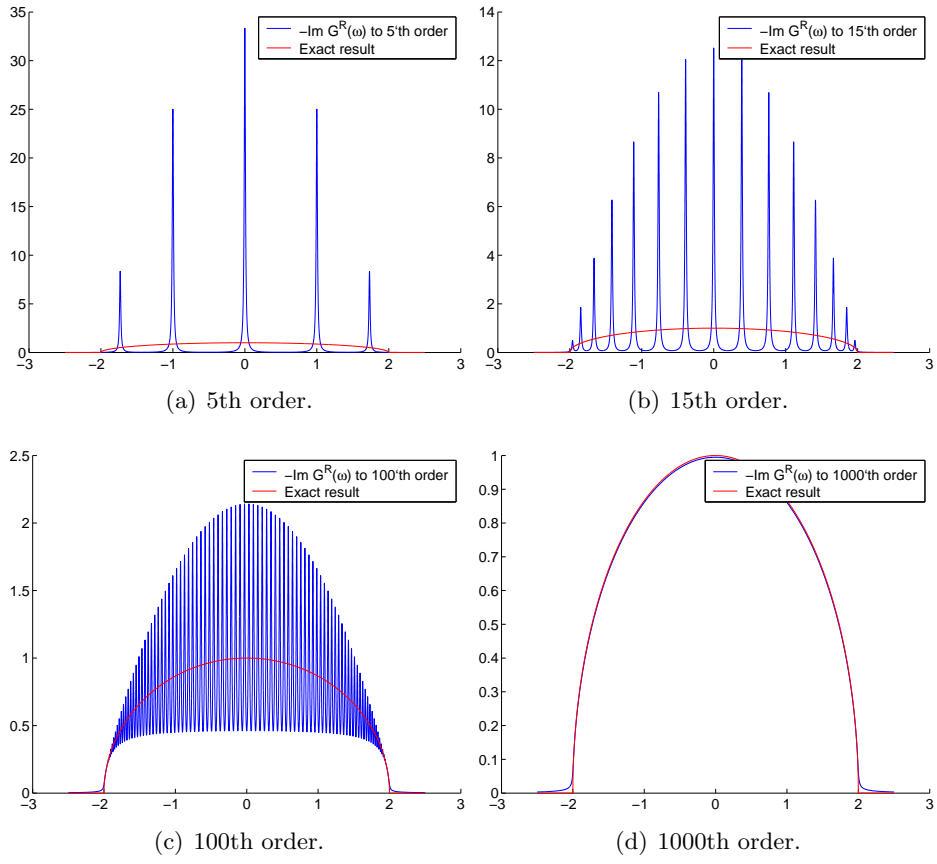 −Im G^R(ω) to 5'th order
Exact result
35
30
25
20
15
10
5
0
−3 −2 −1 0 1 2 3
(a) 5th order.
−Im G^R(ω) to 15'th order
Exact result
14
12
10
8
6
4
2
0
−3 −2 −1 0 1 2 3
(b) 15th order.
−Im G^R(ω) to 100'th order
Exact result
2.5
2
1.5
1
0.5
0
−3 −2 −1 0 1 2 3
(c) 100th order.
−Im G^R(ω) to 1000'th order
Exact result
1
0.9
0.8
0.7
0.6
0.5
0.4
0.3
0.2
0.1
0
−3 −2 −1 0 1 2 3
(d) 1000th order.